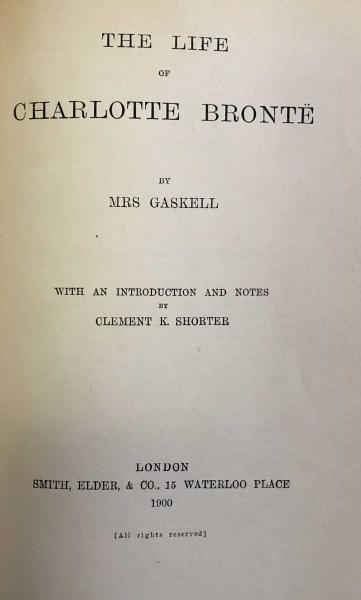 THE LIFE
OF
CHARLOTTE BRONTË
BY
MRS GASKELL
WITH AN INTRODUCTION AND NOTES
BY
CLEMENT K. SHORTER
LONDON
SMITH, ELDER, & CO., 15 WATERLOO PLACE
1900
[All rights reserved]